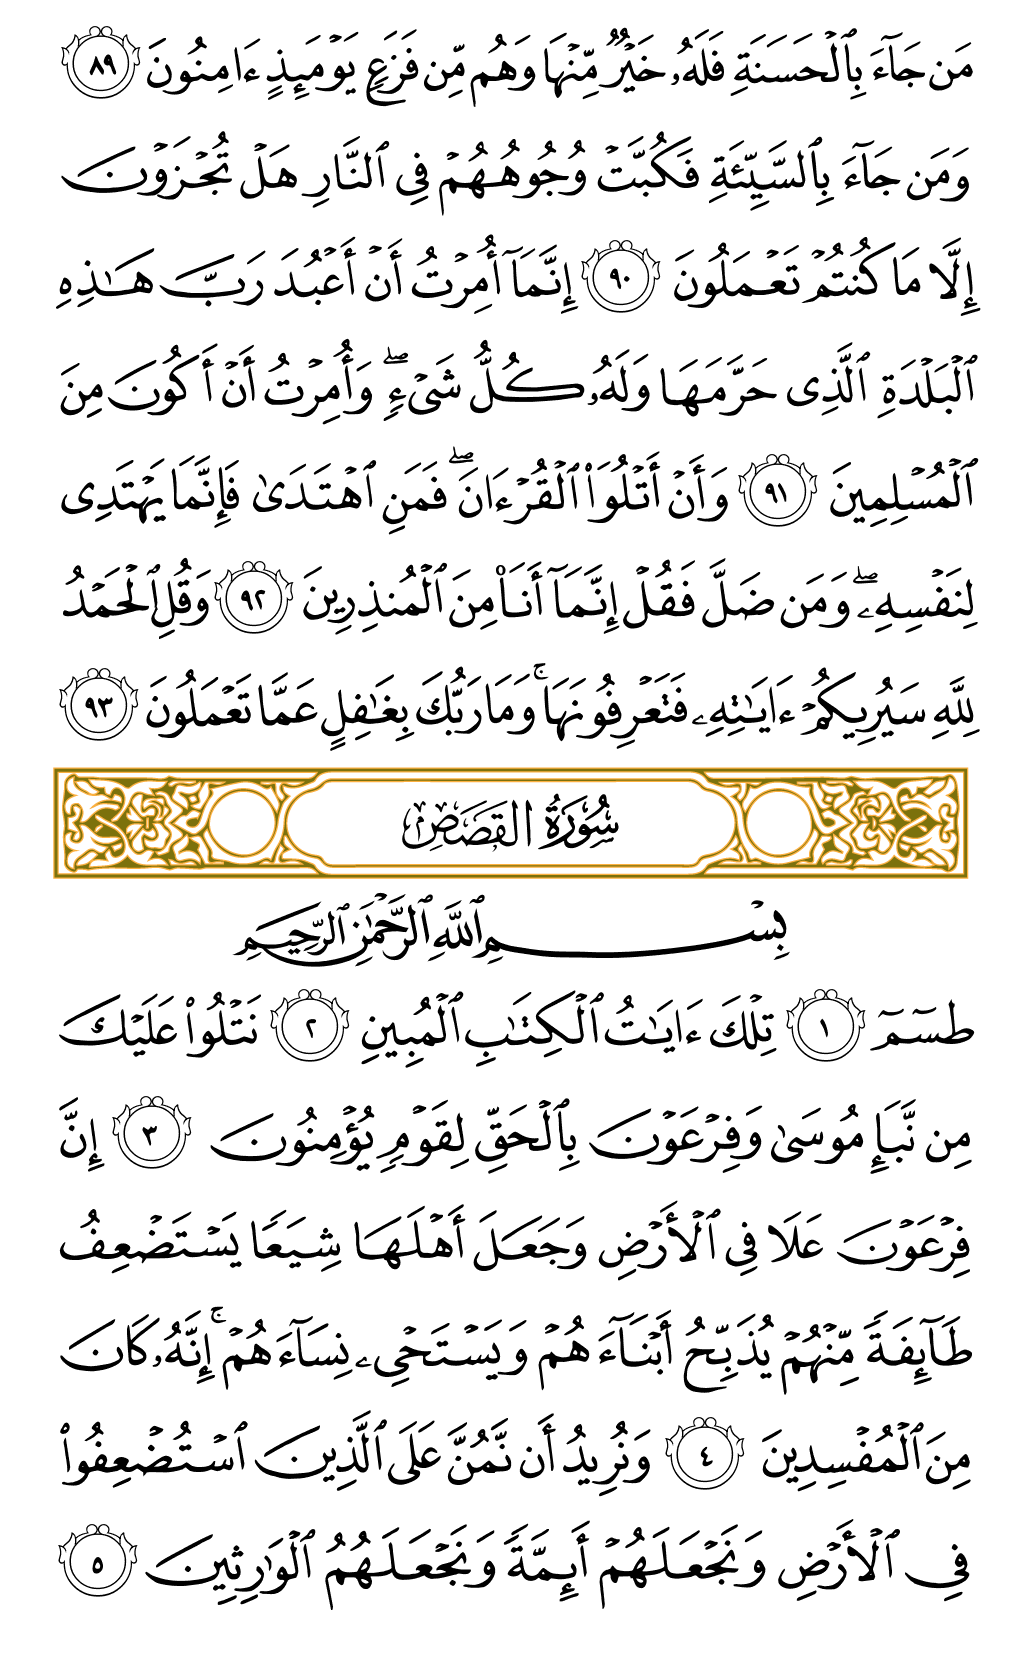 مَن جَآءَ بِٱلْحَسَنَةِ فَلَهُۥ خَيْرٌ مِّنْهَا وَهُم مِّن فَزَعٍ يَوْمَئِذٍ ءَامِنُونَ ٨٩
وَمَن جَآءَ بِٱلسَّيِّئَةِ فَكُبَّتْ وُجُوهُهُمْ فِى ٱلنَّارِ هَلْ تُجْزَوْنَ
إِلَّا مَا كُنتُمْ تَعْمَلُونَ ٩٠ إِنَّمَآ أُمِرْتُ أَنْ أَعْبُدَ رَبَّ هَـٰذِهِ
ٱلْبَلْدَةِ ٱلَّذِى حَرَّمَهَا وَلَهُۥ كُلُّ شَىْءٍ ۖ وَأُمِرْتُ أَنْ أَكُونَ مِنَ
ٱلْمُسْلِمِينَ ٩١ وَأَنْ أَتْلُوَا۟ ٱلْقُرْءَانَ ۖ فَمَنِ ٱهْتَدَىٰ فَإِنَّمَا يَهْتَدِى
لِنَفْسِهِۦ ۖ وَمَن ضَلَّ فَقُلْ إِنَّمَآ أَنَا۠ مِنَ ٱلْمُنذِرِينَ ٩٢ وَقُلِ ٱلْحَمْدُ
لِلَّهِ سَيُرِيكُمْ ءَايَـٰتِهِۦ فَتَعْرِفُونَهَا ۚ وَمَا رَبُّكَ بِغَـٰفِلٍ عَمَّا تَعْمَلُونَ ٩٣
سُورَةُ القَصَصِ
بِسْمِ ٱللَّهِ ٱلرَّحْمَـٰنِ ٱلرَّحِيمِ
طسٓمٓ ١ تِلْكَ ءَايَـٰتُ ٱلْكِتَـٰبِ ٱلْمُبِينِ ٢ نَتْلُوا۟ عَلَيْكَ
مِن نَّبَإِ مُوسَىٰ وَفِرْعَوْنَ بِٱلْحَقِّ لِقَوْمٍ يُؤْمِنُونَ ٣ إِنَّ
فِرْعَوْنَ عَلَا فِى ٱلْأَرْضِ وَجَعَلَ أَهْلَهَا شِيَعًا يَسْتَضْعِفُ
طَآئِفَةً مِّنْهُمْ يُذَبِّحُ أَبْنَآءَهُمْ وَيَسْتَحْىِۦ نِسَآءَهُمْ ۚ إِنَّهُۥ كَانَ
مِنَ ٱلْمُفْسِدِينَ ٤ وَنُرِيدُ أَن نَّمُنَّ عَلَى ٱلَّذِينَ ٱسْتُضْعِفُوا۟
فِى ٱلْأَرْضِ وَنَجْعَلَهُمْ أَئِمَّةً وَنَجْعَلَهُمُ ٱلْوَٰرِثِينَ ٥